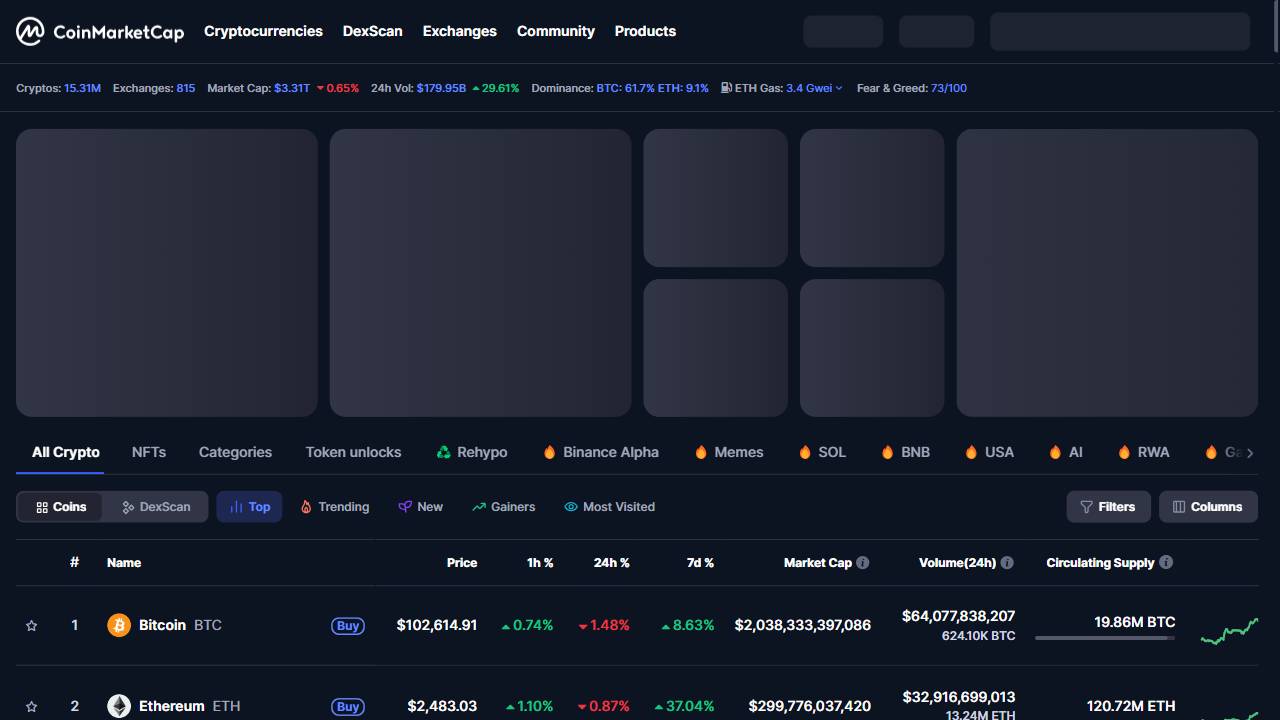 CoinMarketCap Cryptocurrencies DexScan Exchanges Community Products
Cryptos: 15.31M Exchanges: 815 Market Cap: $3.31T 0.65% 24h Vol: $179.95B 29.61% Dominance: BTC: 61.7% ETH: 9.1% ETH Gas: 3.4 Gwei Fear & Greed: 73/100
All Crypto NFTs Categories Token unlocks Rehypo Binance Alpha Memes SOL BNB USA AI RWA
Coins DexScan Top Trending New Gainers Most Visited Filters Columns
# Name Price 1h % 24h % 7d % Market Cap Volume(24h) Circulating Supply
1 Bitcoin BTC Buy $102,614.91 0.74% 1.48% 8.63% $2,038,333,397,086 $64,077,838,207 19.86M BTC
624.10K BTC
2 Ethereum ETH Buy $2,483.03 1.10% 0.87% 37.04% $299,776,037,420 $32,916,699,013 120.72M ETH
13.24M ETH